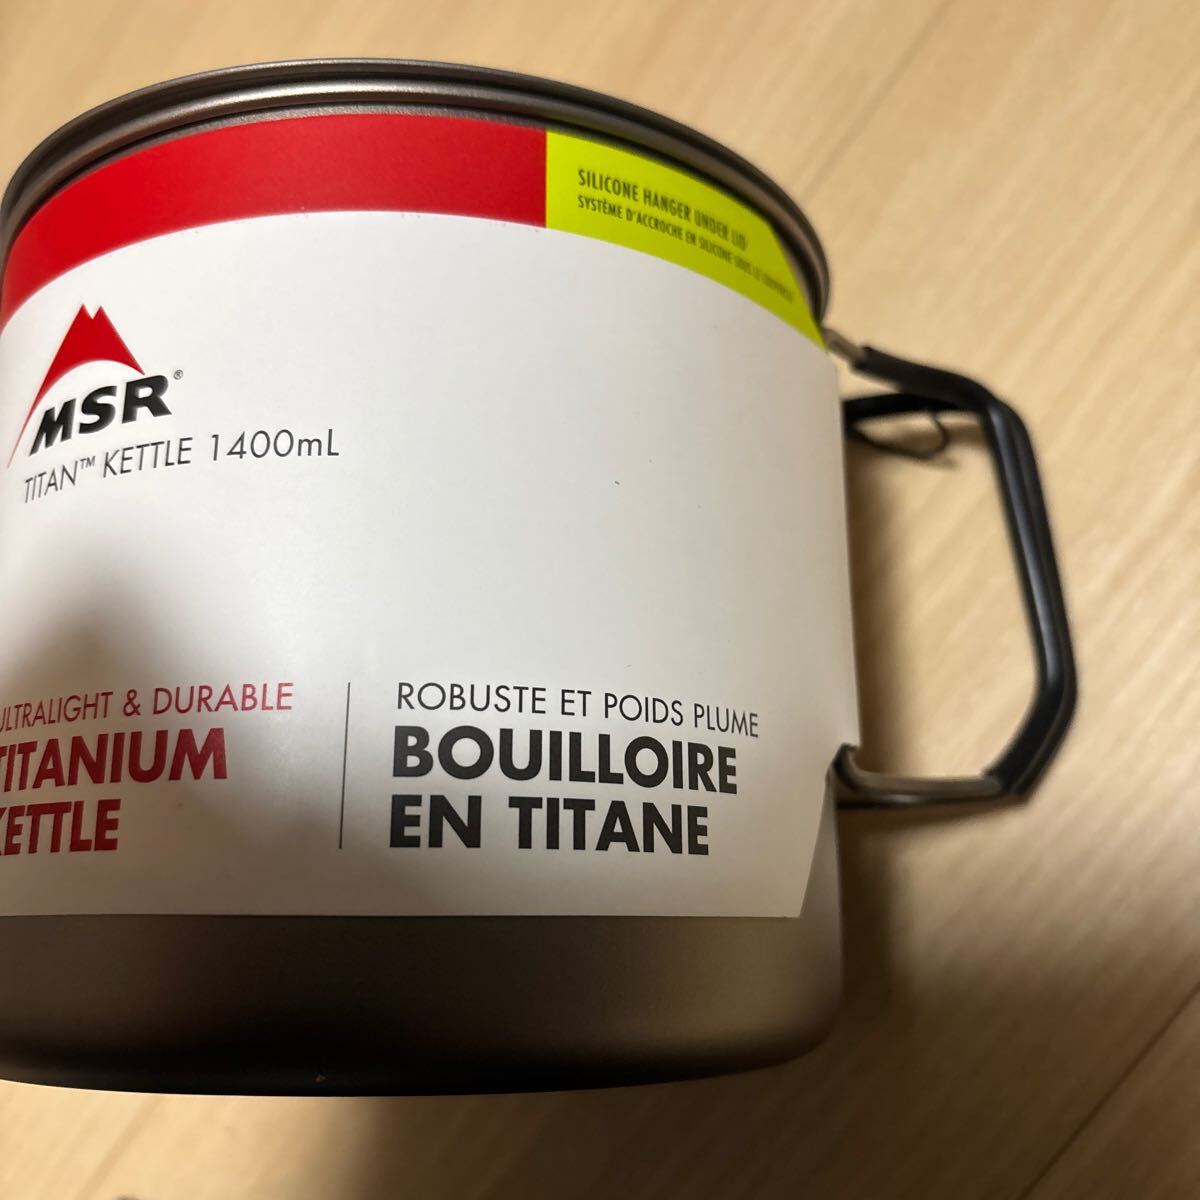 SILICONE HANGER UNDER LID
SYSTÈME D'ACCROCHE EN SILICONE SOUS LE COUVERCLE
MSR®
TITAN™ KETTLE 1400mL
ULTRALIGHT & DURABLE
TITANIUM
KETTLE
ROBUSTE ET POIDS PLUME
BOUILLOIRE
EN TITANE